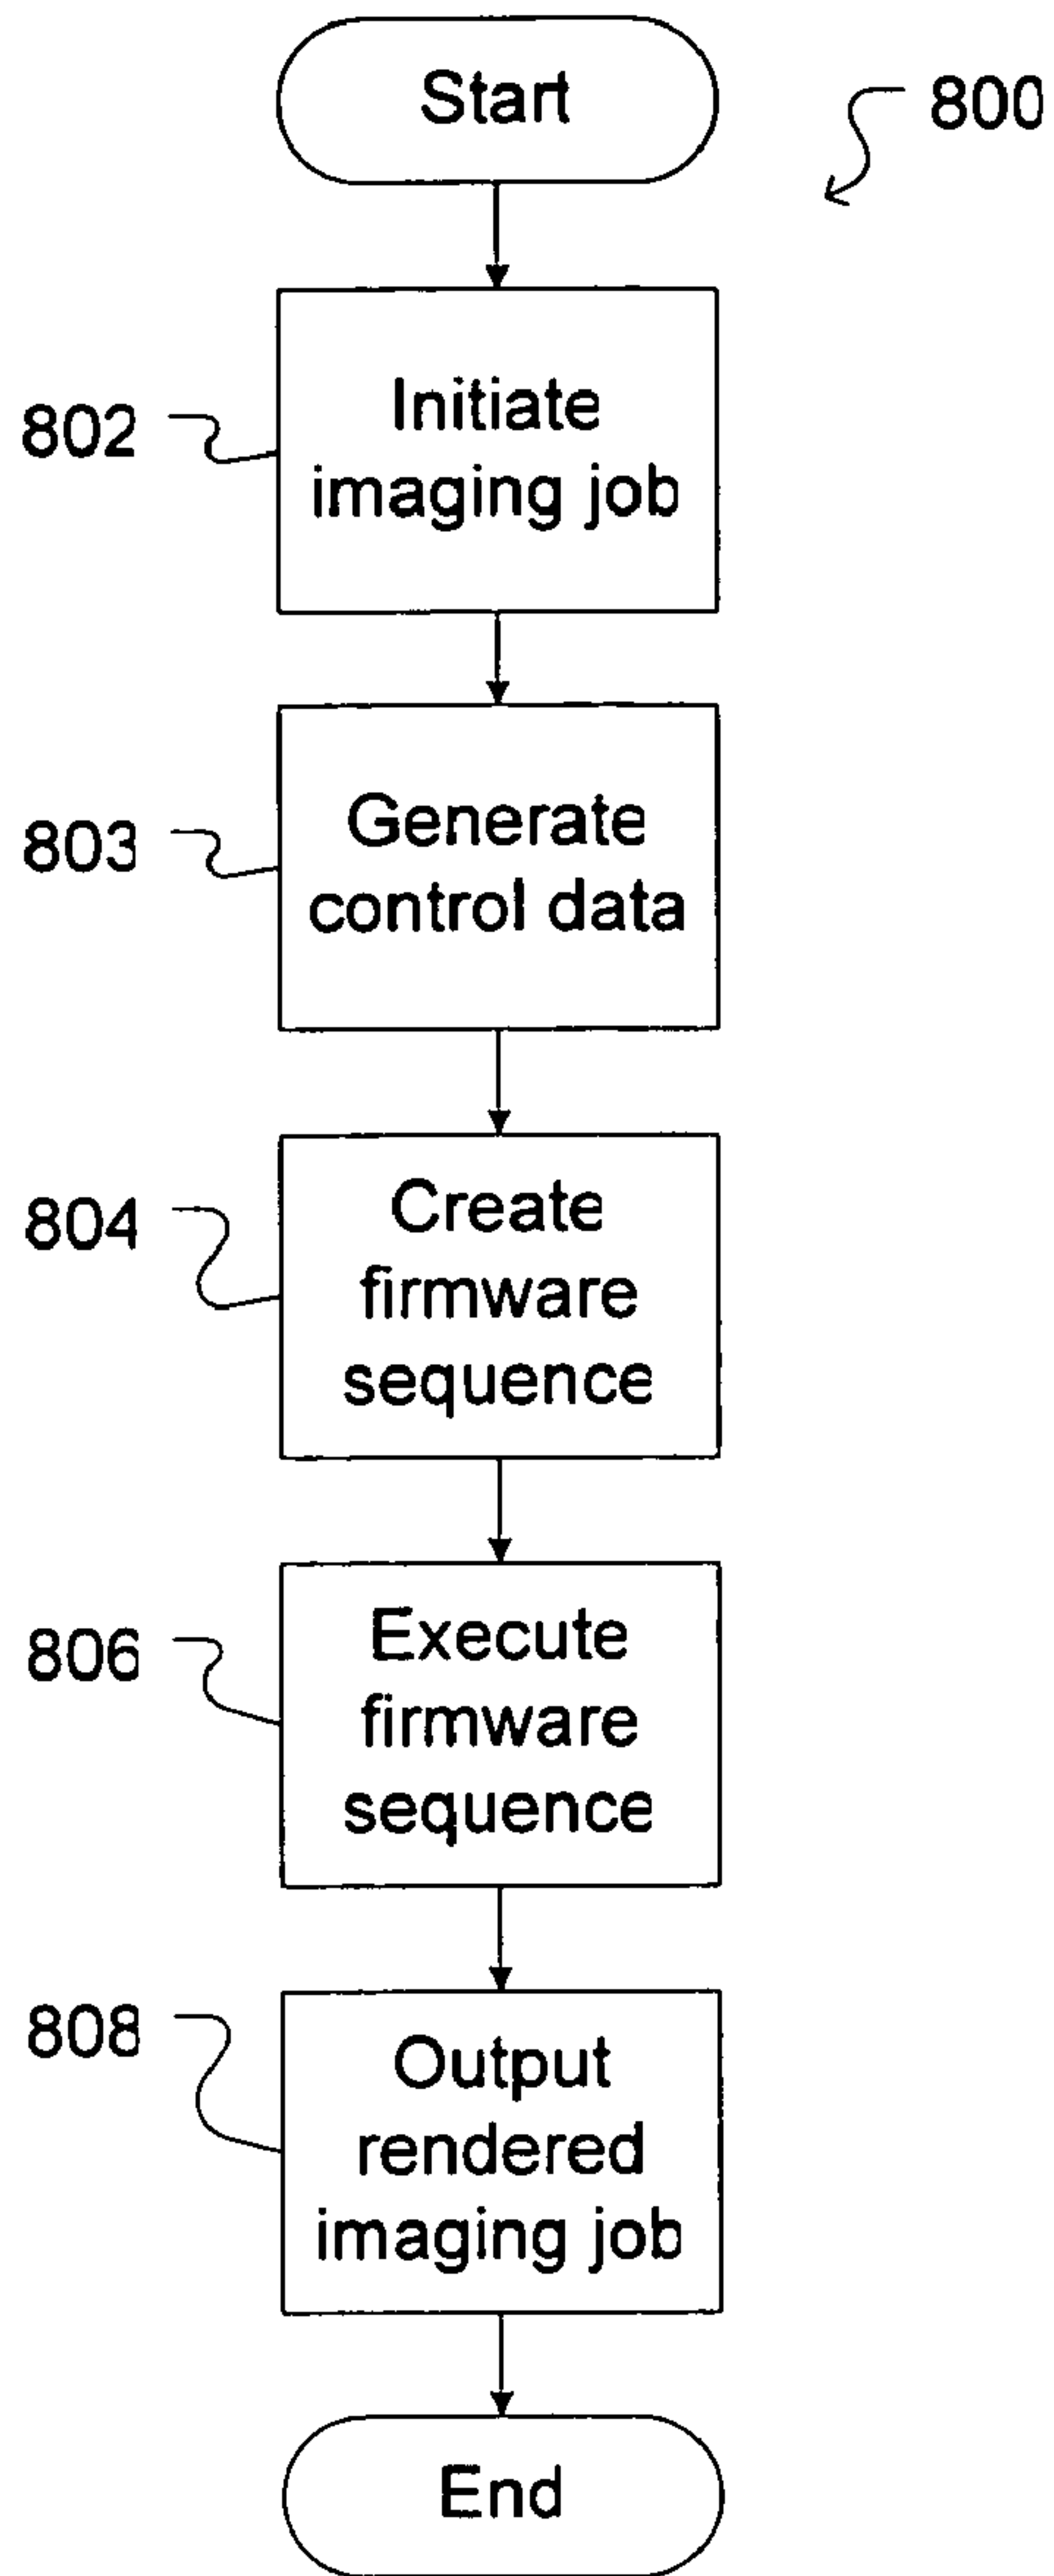 Start
800
802
Initiate
imaging job
803
Generate
control data
804
Create
firmware
sequence
806
Execute
firmware
sequence
808
Output
rendered
imaging job
End